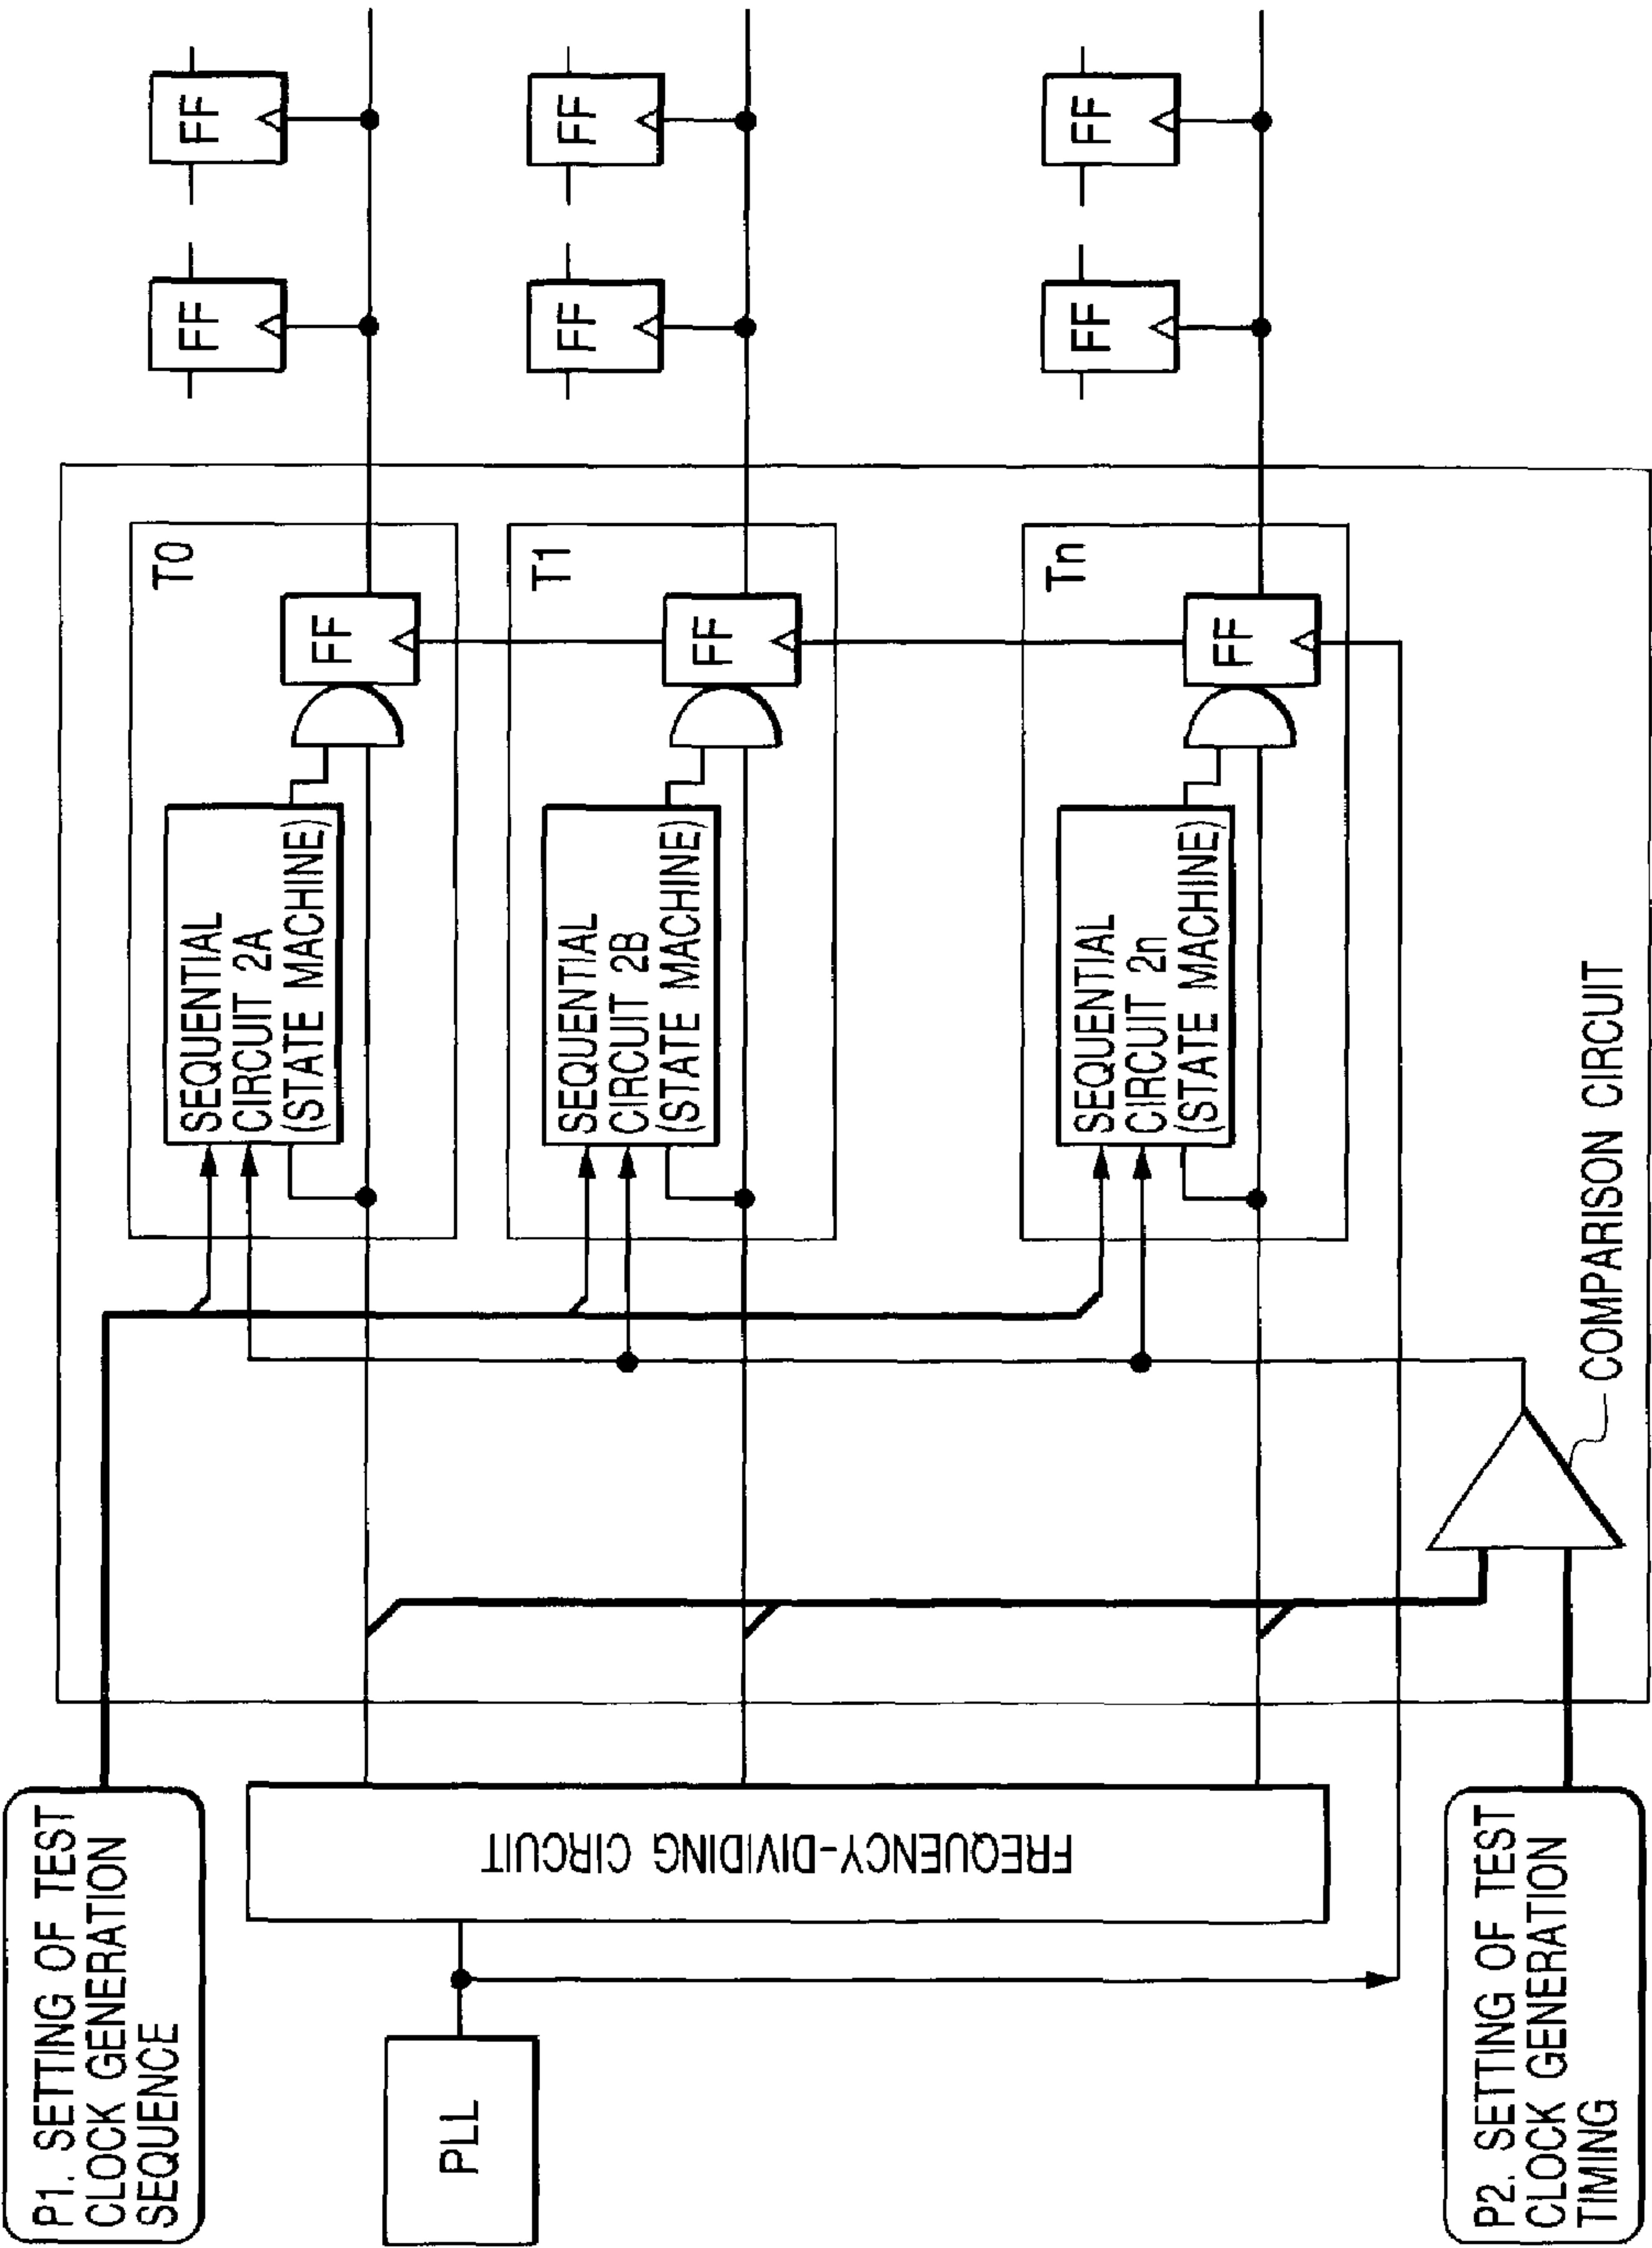 P1. SETTING OF TEST
CLOCK GENERATION
SEQUENCE
PLL
FREQUENCY-DIVIDING CIRCUIT
P2. SETTING OF TEST
CLOCK GENERATION
TIMING
COMPARISON CIRCUIT
T0
SEQUENTIAL
CIRCUIT 2A
(STATE MACHINE)
FF
FF
FF
T1
SEQUENTIAL
CIRCUIT 2B
(STATE MACHINE)
FF
FF
FF
Tn
SEQUENTIAL
CIRCUIT 2n
(STATE MACHINE)
FF
FF
FF